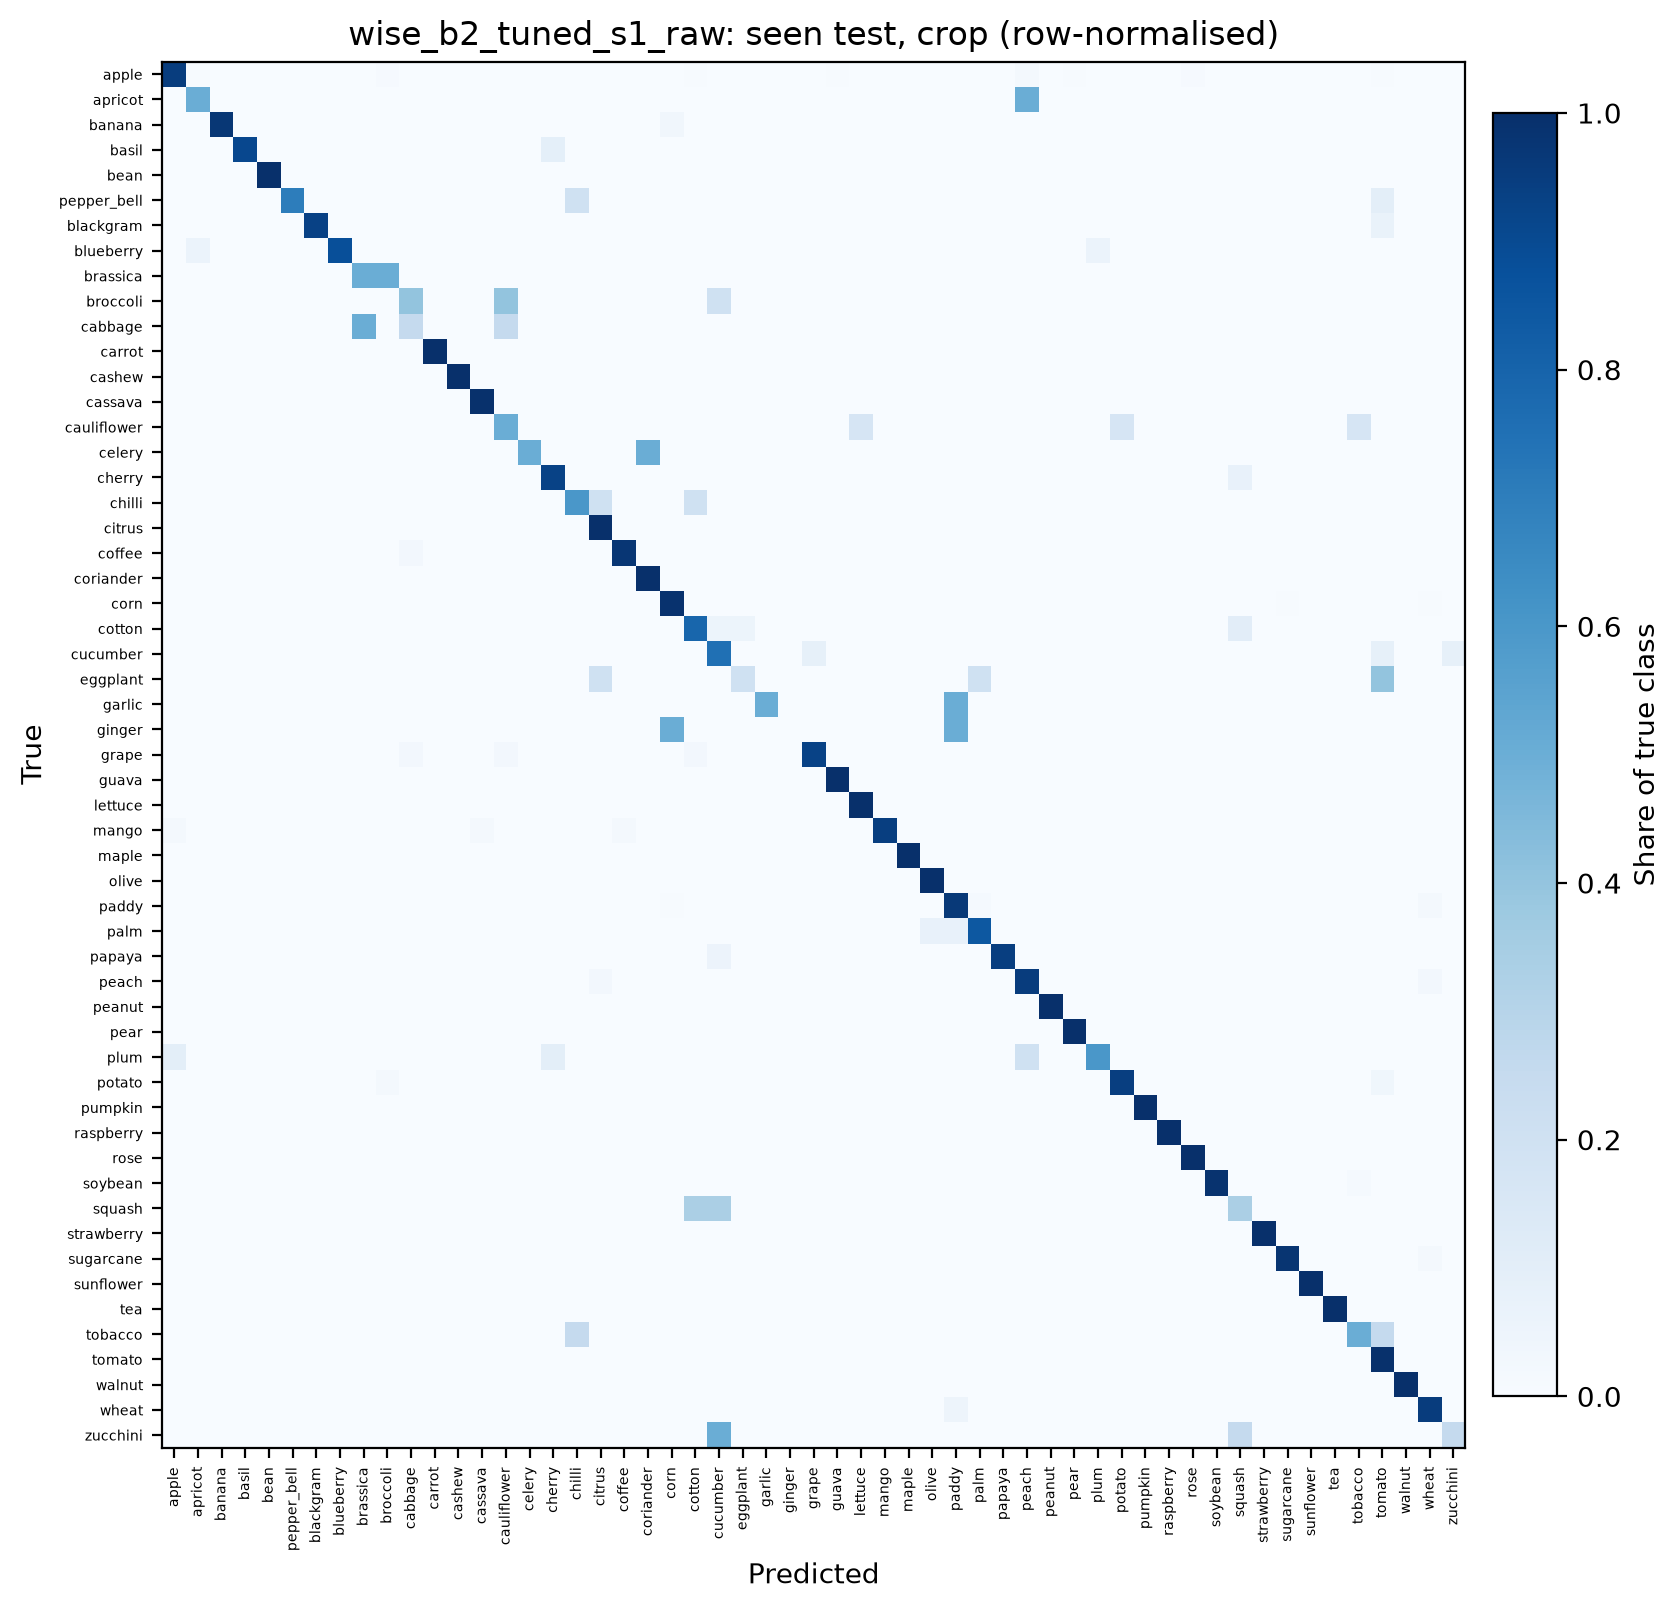 wise_b2_tuned_s1_raw: seen test, crop (row-normalised)
True
apple
apricot
banana
basil
bean
pepper_bell
blackgram
blueberry
brassica
broccoli
cabbage
carrot
cashew
cassava
cauliflower
celery
cherry
chilli
citrus
coffee
coriander
corn
cotton
cucumber
eggplant
garlic
ginger
grape
guava
lettuce
mango
maple
olive
paddy
palm
papaya
peach
peanut
pear
plum
potato
pumpkin
raspberry
rose
soybean
squash
strawberry
sugarcane
sunflower
tea
tobacco
tomato
walnut
wheat
zucchini
apple
apricot
banana
basil
bean
pepper_bell
blackgram
blueberry
brassica
broccoli
cabbage
carrot
cashew
cassava
cauliflower
celery
cherry
chilli
citrus
coffee
coriander
corn
cotton
cucumber
eggplant
garlic
ginger
grape
guava
lettuce
mango
maple
olive
paddy
palm
papaya
peach
peanut
pear
plum
potato
pumpkin
raspberry
rose
soybean
squash
strawberry
sugarcane
sunflower
tea
tobacco
tomato
walnut
wheat
zucchini
Predicted
1.0
0.8
0.6
0.4
0.2
0.0
Share of true class